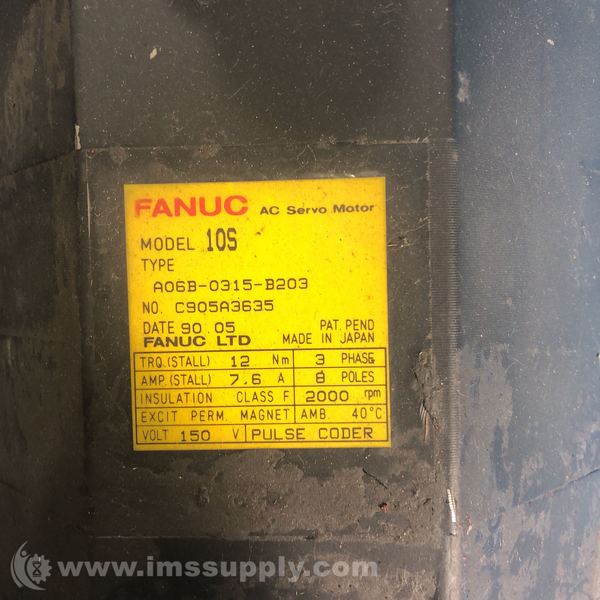 FANUC AC Servo Motor
MODEL 10S
TYPE
A06B-0315-B203
NO. C905A3635
DATE 90.05 PAT. PEND
FANUC LTD MADE IN JAPAN
TRQ.(STALL) 12 Nm 3 PHASE
AMP.(STALL) 7.6 A 8 POLES
INSULATION CLASS F 2000 rpm
EXCIT PERM. MAGNET AMB. 40°C
VOLT 150 V PULSE CODER
www.imssupply.com